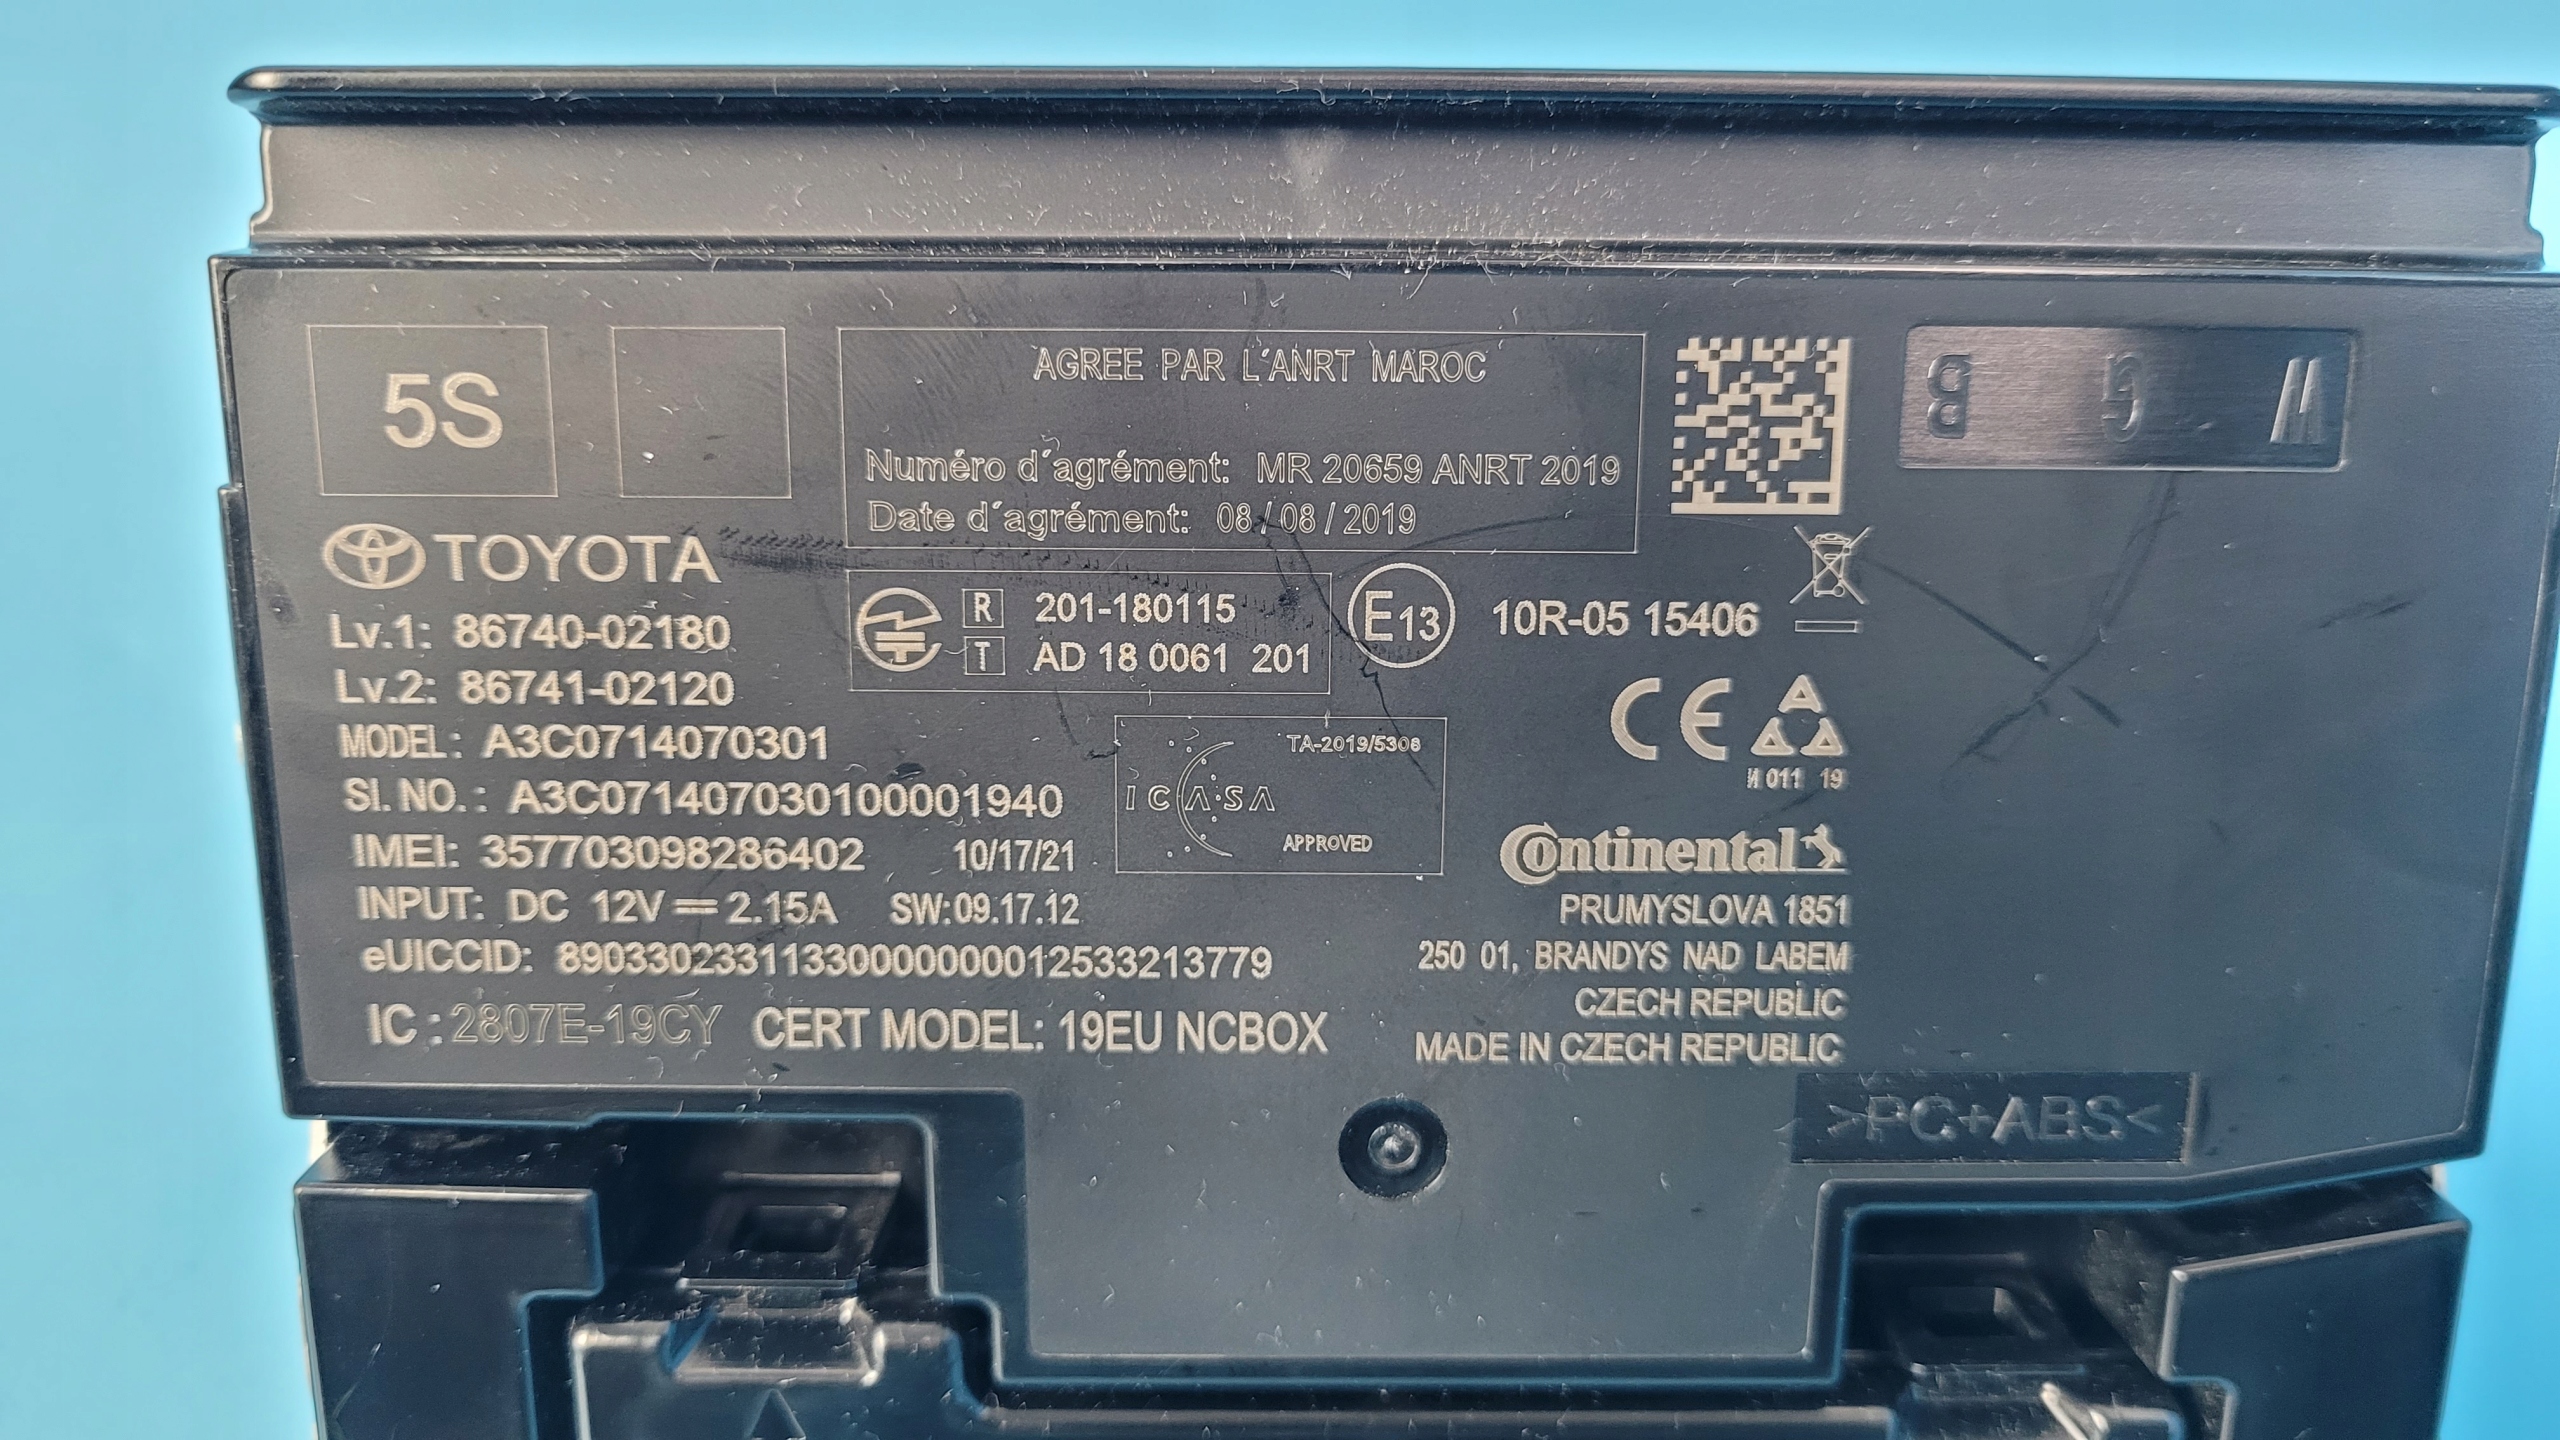 5S
AGREE PAR L´ANRT MAROC
Numéro d´agrément: MR 20659 ANRT 2019
Date d´agrément: 08 / 08 / 2019
B G W
TOYOTA
Lv.1: 86740-02180
Lv.2: 86741-02120
MODEL: A3C0714070301
SI. NO.: A3C071407030100001940
IMEI: 357703098286402 10/17/21
INPUT: DC 12V 2.15A SW:09.17.12
eUICCID: 89033023311330000000012533213779
IC : 2807E-19CY CERT MODEL: 19EU NCBOX
R 201-180115
T AD 18 0061 201
E13 10R-05 15406
TA-2019/5306
ICASA
APPROVED
CE
И 011 19
Continental
PRUMYSLOVA 1851
250 01, BRANDYS NAD LABEM
CZECH REPUBLIC
MADE IN CZECH REPUBLIC
>PC+ABS<